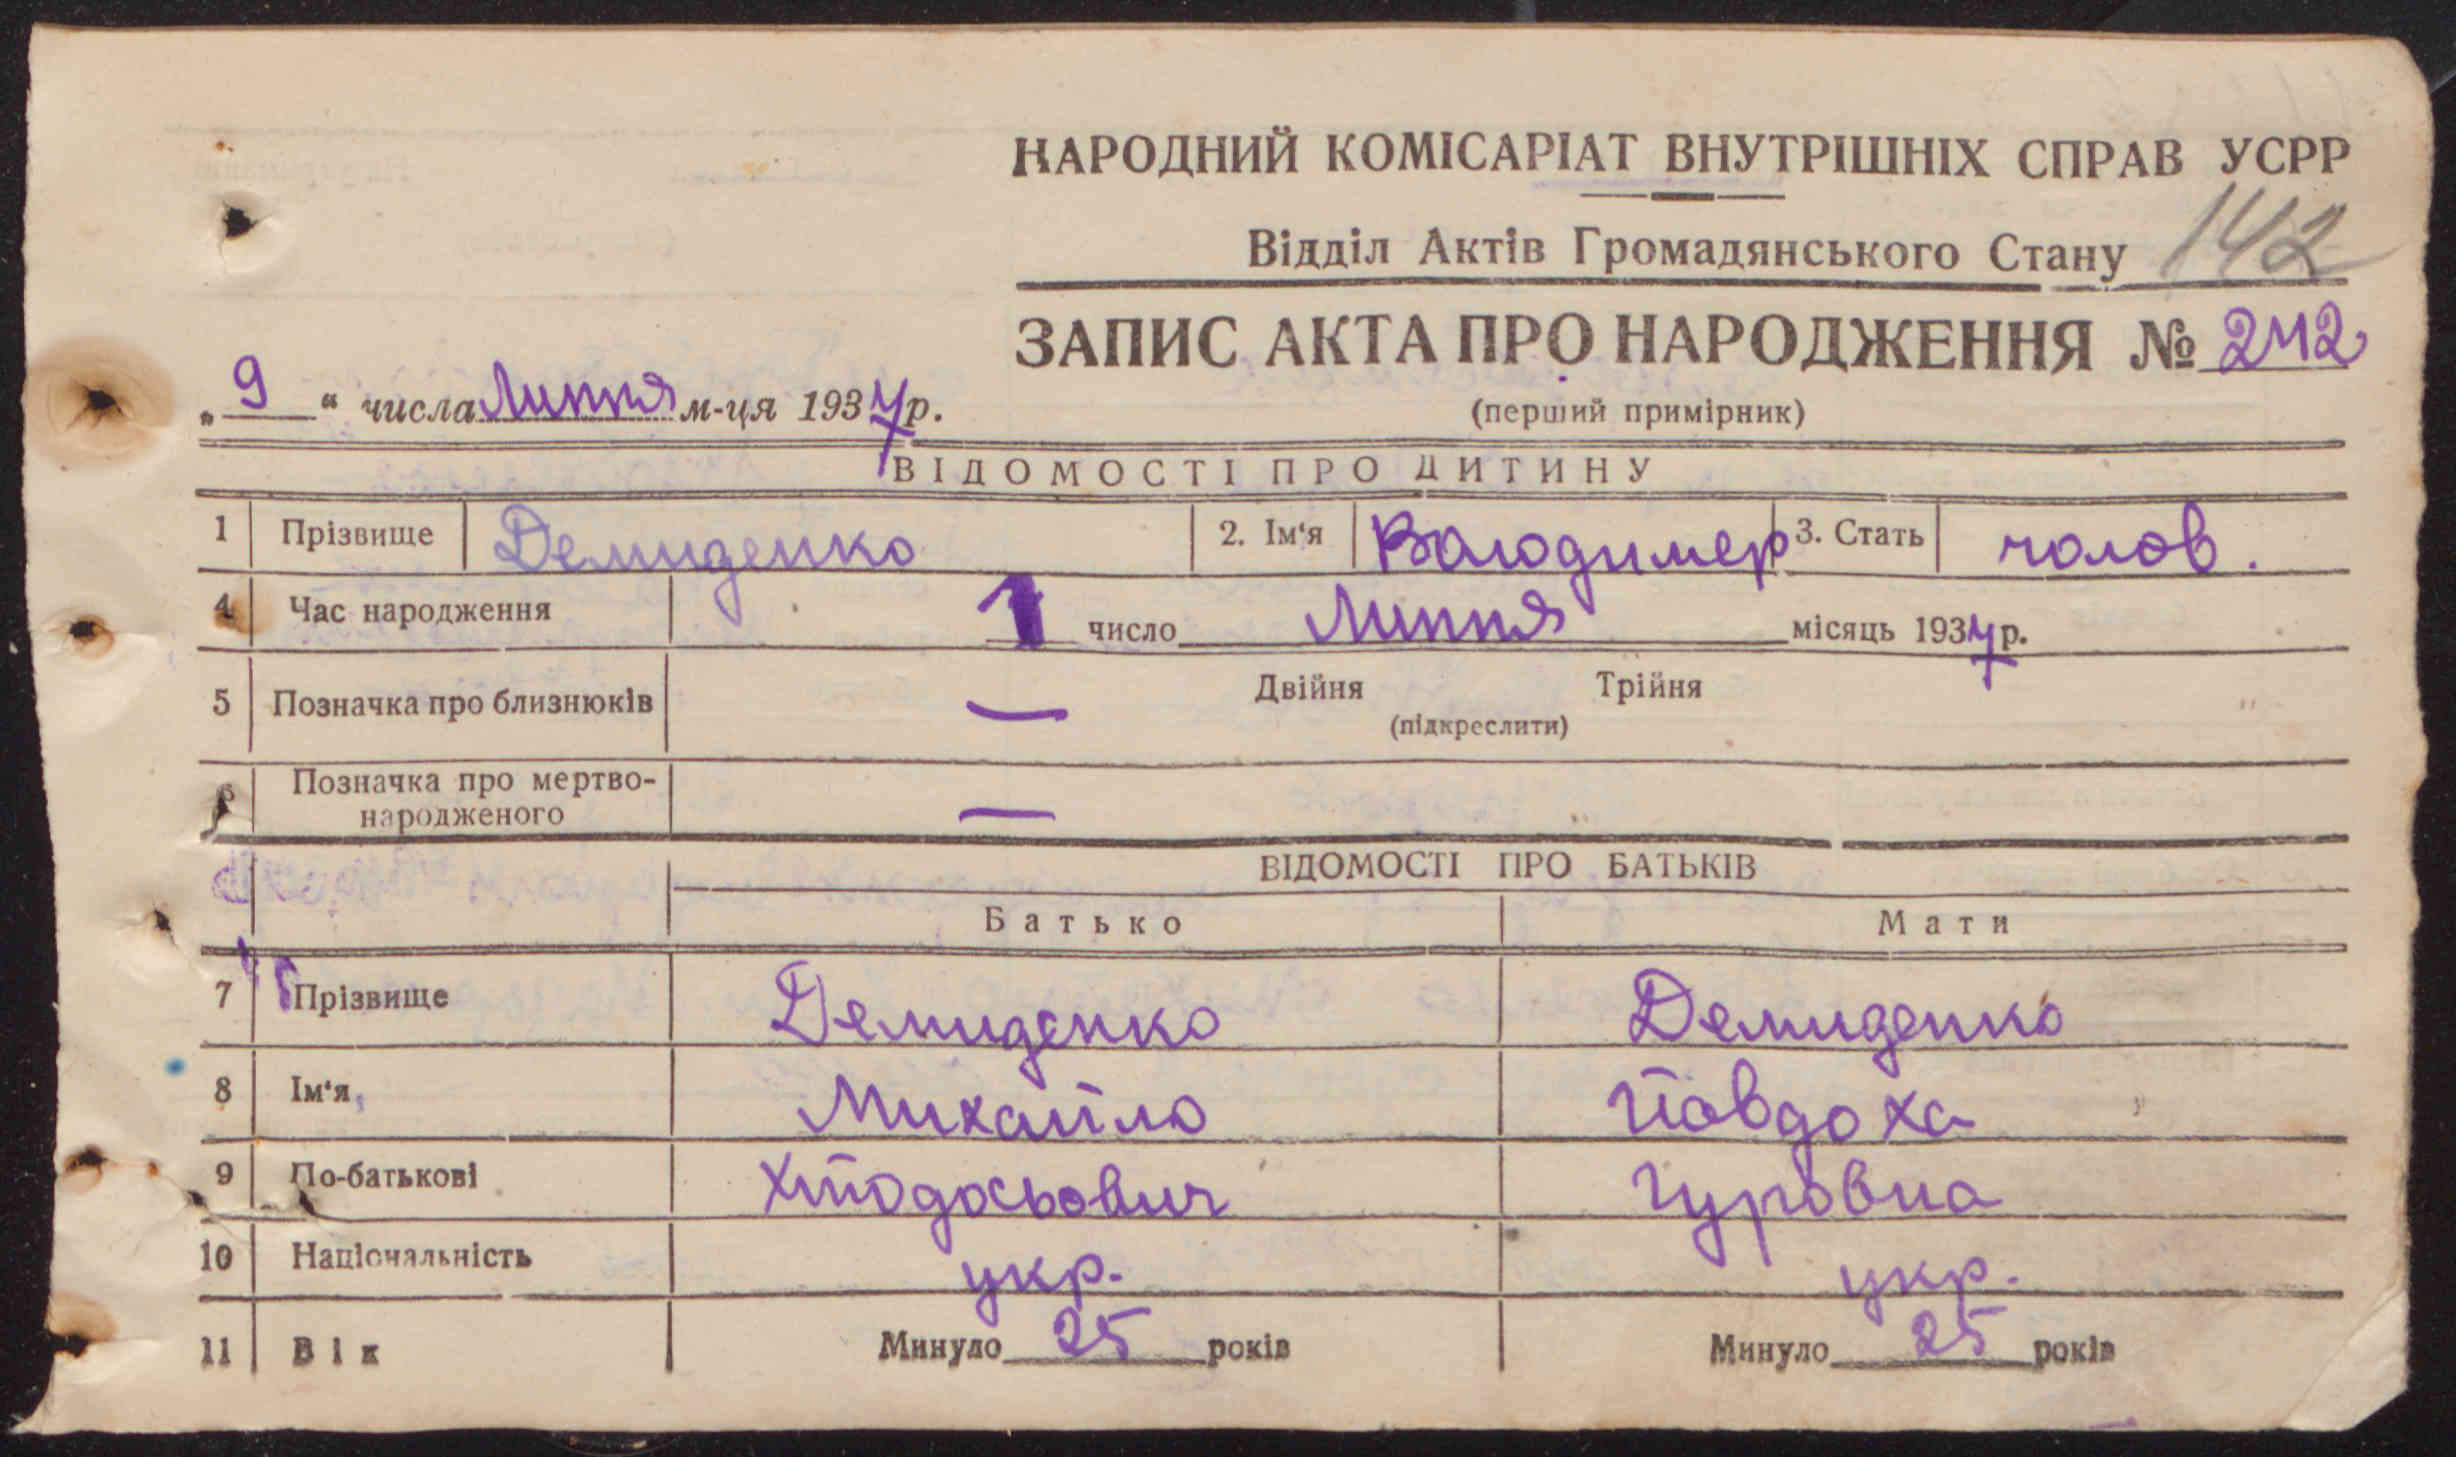 НАРОДНИЙ КОМІСАРІАТ ВНУТРІШНІХ СПРАВ УСРР
Відділ Актів Громадянського Стану 142
ЗАПИС АКТА ПРО НАРОДЖЕННЯ № 242
„9“ числа Липня м-ця 1937 р.
(перший примірник)
ВІДОМОСТІ ПРО ДИТИНУ
1 Прізвище Демиденко 2. Ім'я Володимер 3. Стать чолов.
4 Час народження 1 число Липня місяць 1937 р.
5 Позначка про близнюків — Двійня Трійня
(підкреслити)
6 Позначка про мертво-
народженого —
ВІДОМОСТІ ПРО БАТЬКІВ
Батько Мати
7 Прізвище Демиденко Демиденко
8 Ім'я Михайло Йовдоха
9 По-батькові Хтодосьович Гуровна
10 Національність укр. укр.
11 Вік Минуло 25 років Минуло 25 років